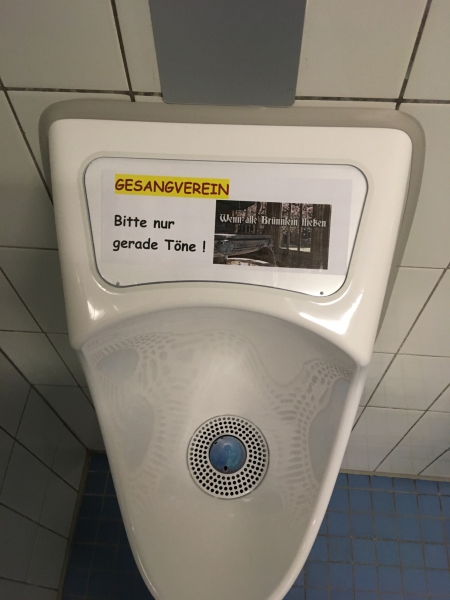 GESANGVEREIN
Bitte nur
gerade Töne !
Wenn alle Brünnlein fließen